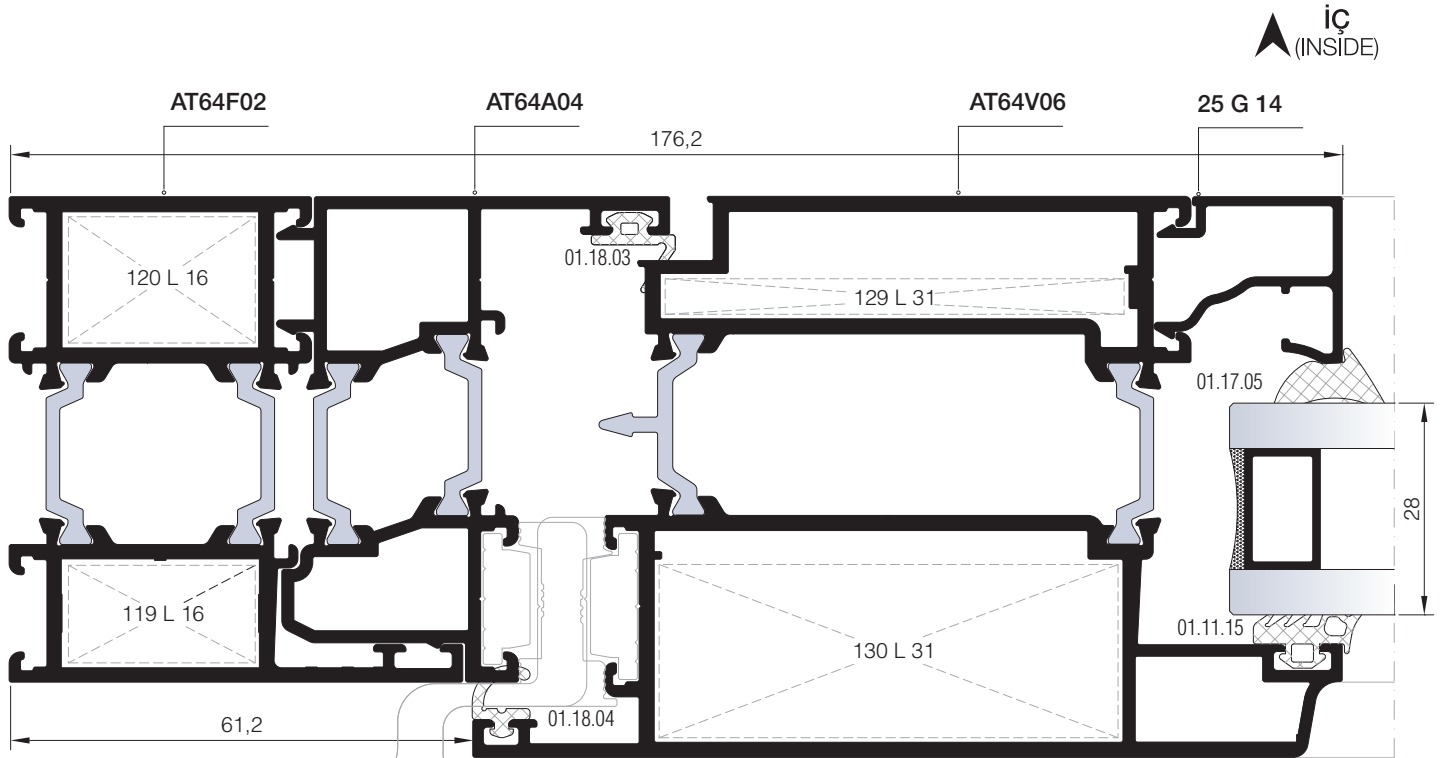 İÇ
(INSIDE)
AT64F02
AT64A04
AT64V06
25 G 14
176,2
01.18.03
120 L 16
129 L 31
01.17.05
28
119 L 16
01.11.15
130 L 31
01.18.04
61,2